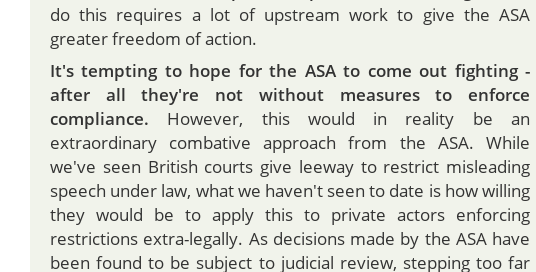 do this requires a lot of upstream work to give the ASA
greater freedom of action.
It's tempting to hope for the ASA to come out fighting -
after all they're not without measures to enforce
compliance. However, this would in reality be an
extraordinary combative approach from the ASA. While
we've seen British courts give leeway to restrict misleading
speech under law, what we haven't seen to date is how willing
they would be to apply this to private actors enforcing
restrictions extra-legally. As decisions made by the ASA have
been found to be subject to judicial review, stepping too far